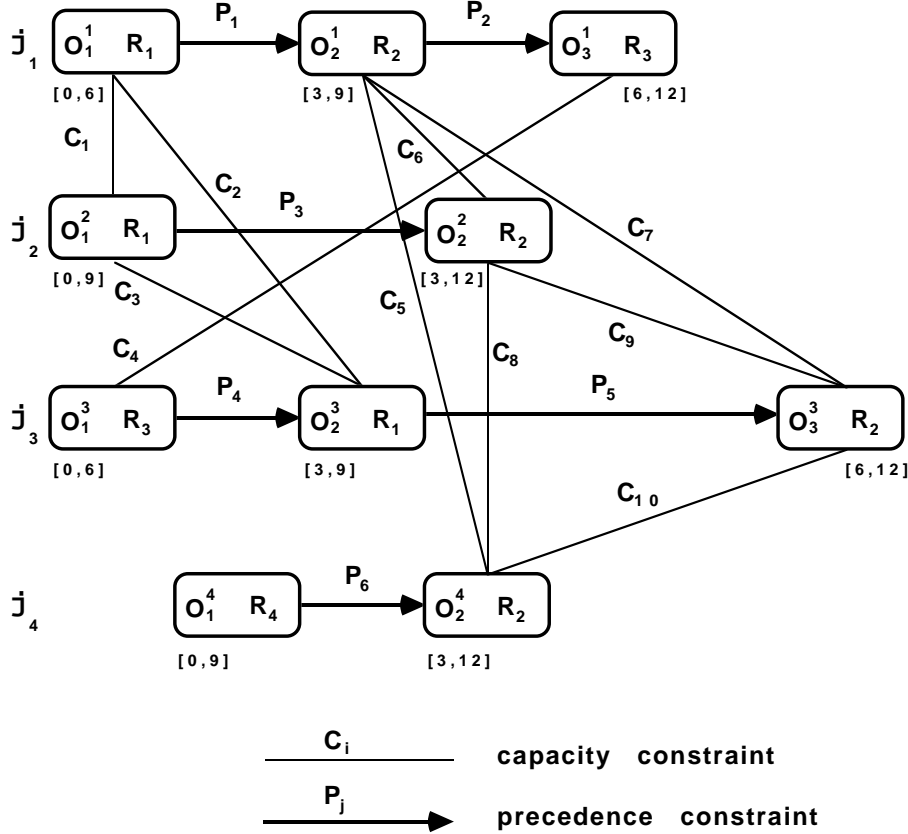 P₁ P₂
j₁ O₁¹ R₁ O₂¹ R₂ O₃¹ R₃
[0,6] [3,9] [6,12]
C₁ C₆
C₂
P₃ C₇
j₂ O₁² R₁ O₂² R₂
[0,9] [3,12]
C₃ C₅
C₄ C₈ C₉
P₄ P₅
j₃ O₁³ R₃ O₂³ R₁ O₃³ R₂
[0,6] [3,9] [6,12]
C₁₀
P₆
j₄ O₁⁴ R₄ O₂⁴ R₂
[0,9] [3,12]
Cᵢ capacity constraint
Pⱼ precedence constraint